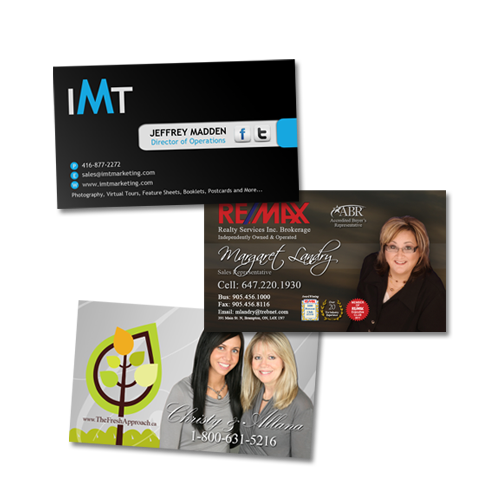 IMT
JEFFREY MADDEN
Director of Operations
f t
P 416-877-2272
E sales@imtmarketing.com
W www.imtmarketing.com
Photography, Virtual Tours, Feature Sheets, Booklets, Postcards and More...
RE/MAX
Realty Services Inc. Brokerage
Independently Owned & Operated
ABR
Accredited Buyer's
Representative
Margaret Landry
Sales Representative
Cell: 647.220.1930
Bus: 905.456.1000
Fax: 905.456.8116
Email: mlandry@trebnet.com
www.TheFreshApproach.ca
Christy & Allana
1-800-631-5216